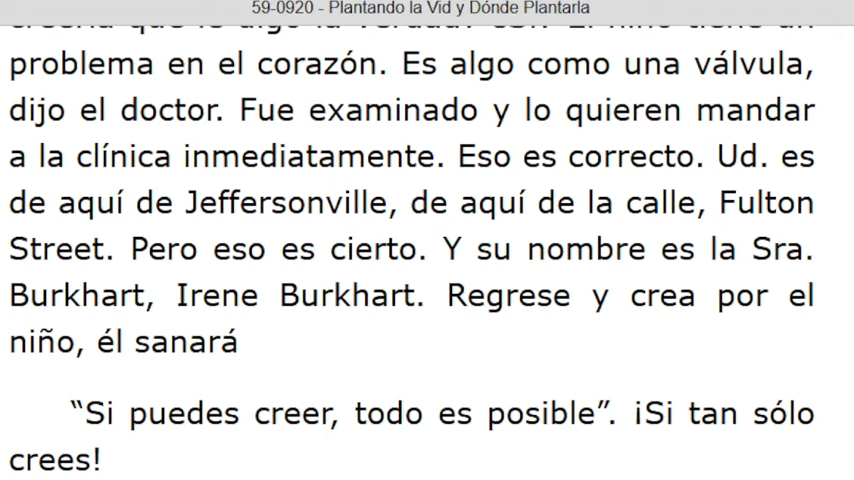 59-0920 - Plantando la Vid y Dónde Plantarla
problema en el corazón. Es algo como una válvula,
dijo el doctor. Fue examinado y lo quieren mandar
a la clínica inmediatamente. Eso es correcto. Ud. es
de aquí de Jeffersonville, de aquí de la calle, Fulton
Street. Pero eso es cierto. Y su nombre es la Sra.
Burkhart, Irene Burkhart. Regrese y crea por el
niño, él sanará
“Si puedes creer, todo es posible”. ¡Si tan sólo
crees!